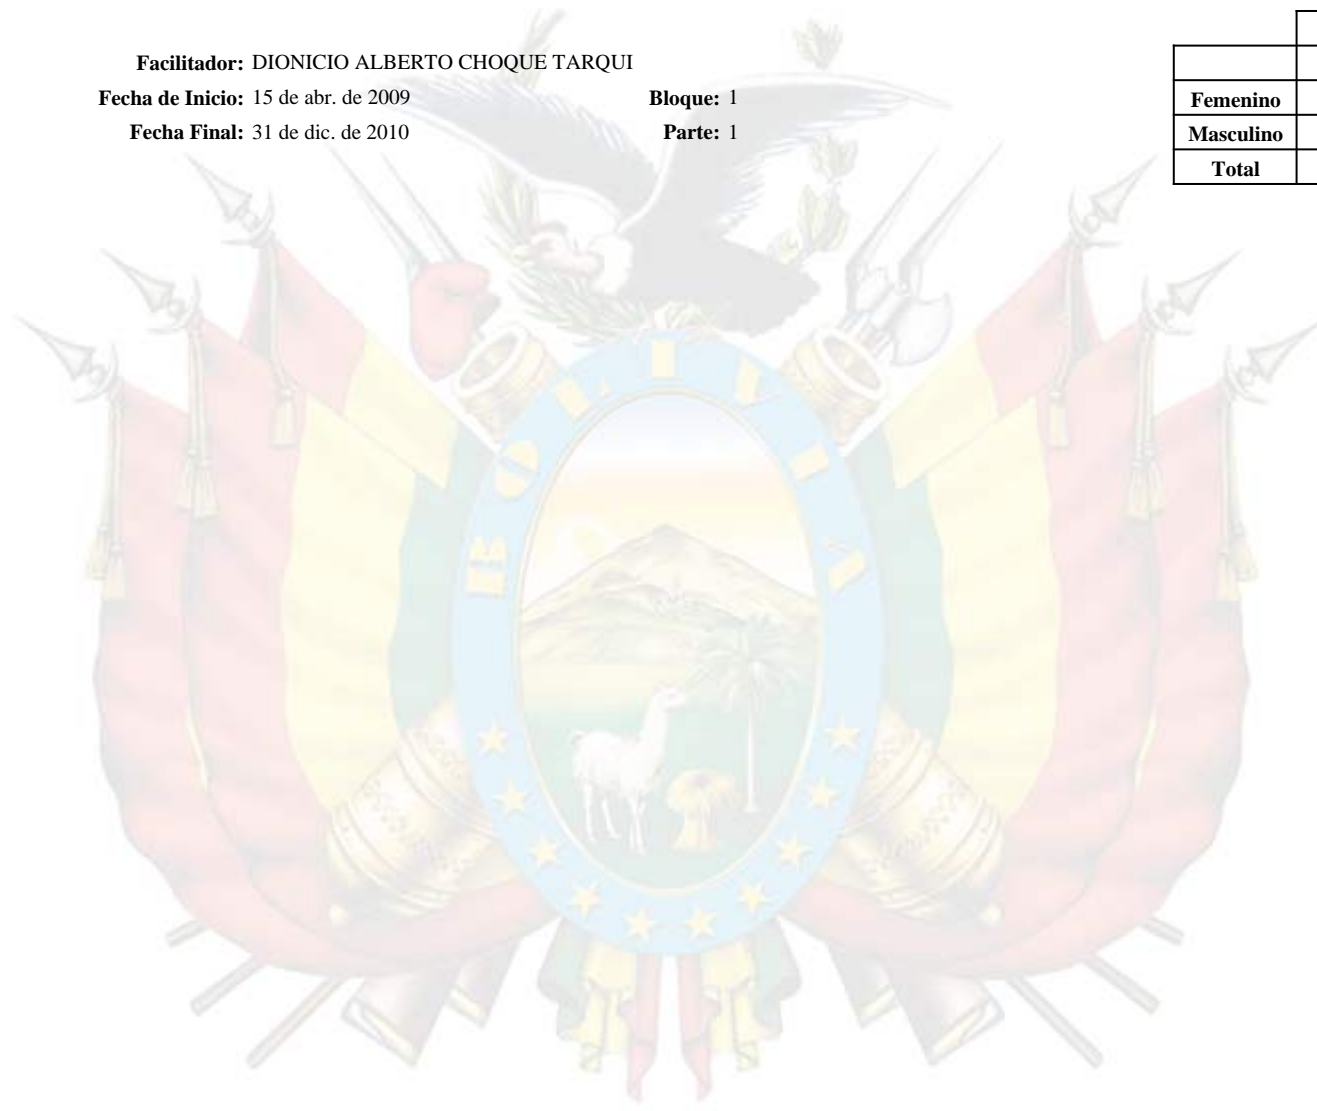 Facilitador: DIONICIO ALBERTO CHOQUE TARQUI
Fecha de Inicio: 15 de abr. de 2009 Bloque: 1
Fecha Final: 31 de dic. de 2010 Parte: 1
Femenino
Masculino
Total
BOLIVIA